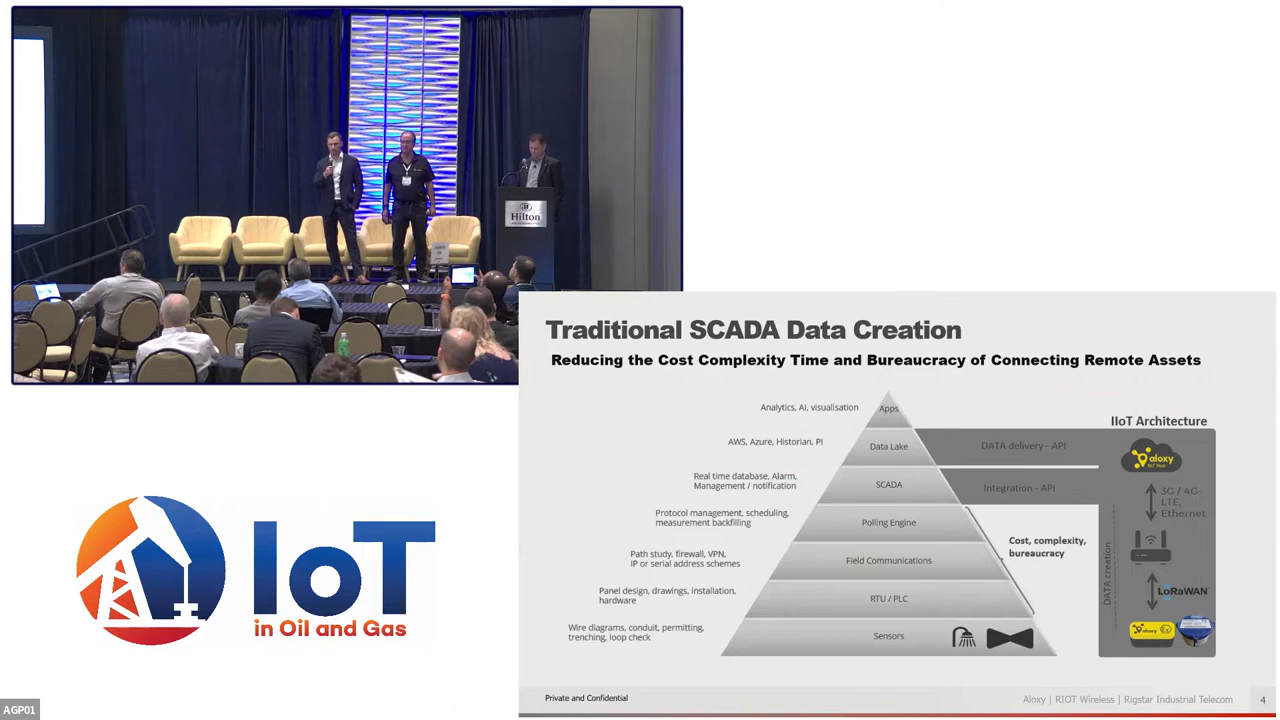 Hilton
Traditional SCADA Data Creation
Reducing the Cost Complexity Time and Bureaucracy of Connecting Remote Assets
Analytics, AI, visualisation
Apps
IIoT Architecture
AWS, Azure, Historian, PI
Data Lake
DATA delivery - API
aloxy
IoT Hub
Real time database, Alarm,
Management / notification
SCADA
Integration - API
3G / 4G-
LTE,
Ethernet
Protocol management, scheduling,
measurement backfilling
Polling Engine
Cost, complexity,
bureaucracy
Path study, firewall, VPN,
IP or serial address schemes
Field Communications
DATA creation
Panel design, drawings, installation,
hardware
RTU / PLC
LoRaWAN
Wire diagrams, conduit, permitting,
trenching, loop check
Sensors
aloxy
Private and Confidential
Aloxy | RIOT Wireless | Rigstar Industrial Telecom
4
IoT
in Oil and Gas
AGP01